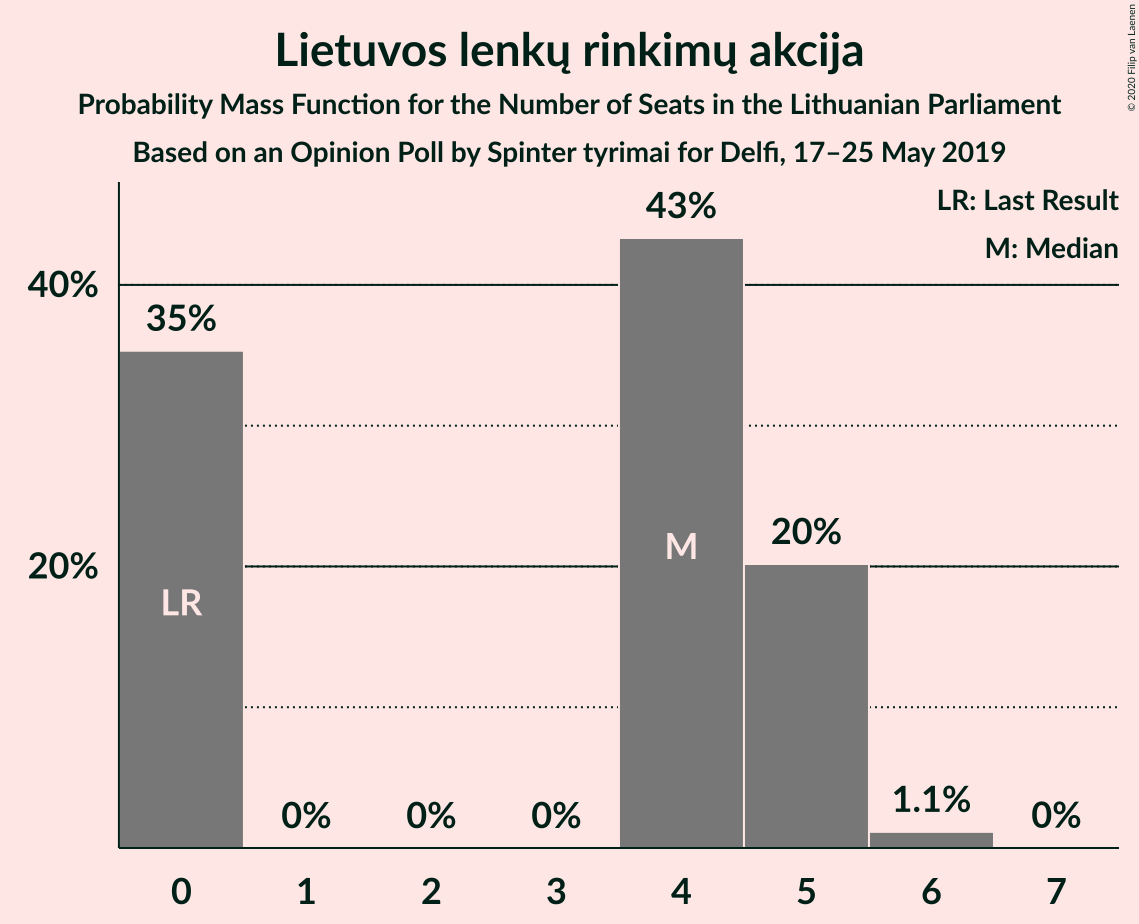 Lietuvos lenkų rinkimų akcija
Probability Mass Function for the Number of Seats in the Lithuanian Parliament
Based on an Opinion Poll by Spinter tyrimai for Delfi, 17–25 May 2019
© 2020 Filip van Laenen
LR: Last Result
M: Median
43%
40%
35%
20%
M
20%
LR
0%
0%
0%
1.1%
0%
0 1 2 3 4 5 6 7